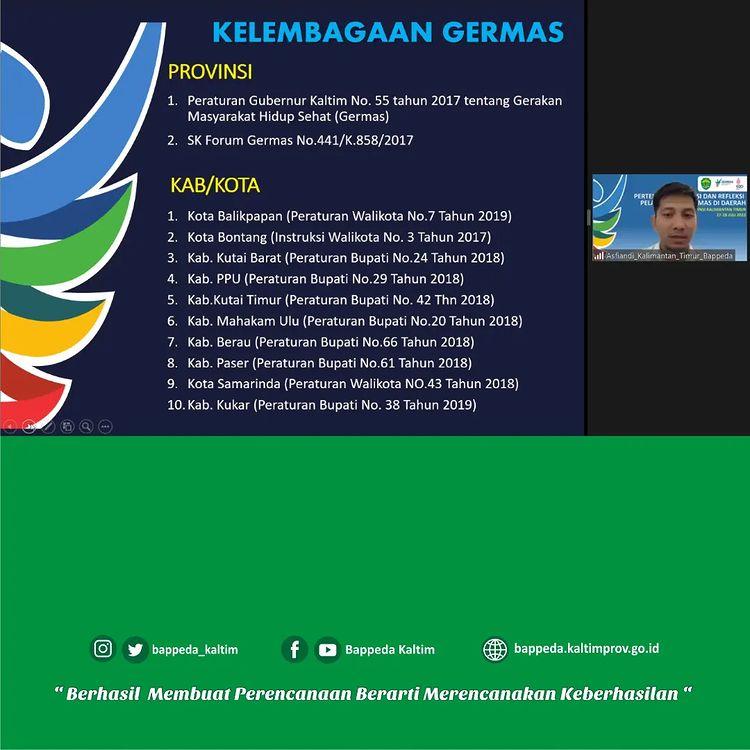 KELEMBAGAAN GERMAS
PROVINSI
1. Peraturan Gubernur Kaltim No. 55 tahun 2017 tentang Gerakan
Masyarakat Hidup Sehat (Germas)
2. SK Forum Germas No.441/K.858/2017
KAB/KOTA
1. Kota Balikpapan (Peraturan Walikota No.7 Tahun 2019)
2. Kota Bontang (Instruksi Walikota No. 3 Tahun 2017)
3. Kab. Kutai Barat (Peraturan Bupati No.24 Tahun 2018)
4. Kab. PPU (Peraturan Bupati No.29 Tahun 2018)
5. Kab.Kutai Timur (Peraturan Bupati No. 42 Thn 2018)
6. Kab. Mahakam Ulu (Peraturan Bupati No.20 Tahun 2018)
7. Kab. Berau (Peraturan Bupati No.66 Tahun 2018)
8. Kab. Paser (Peraturan Bupati No.61 Tahun 2018)
9. Kota Samarinda (Peraturan Walikota NO.43 Tahun 2018)
10. Kab. Kukar (Peraturan Bupati No. 38 Tahun 2019)
DAN REFLEKSI
DI DAERAH
KALIMANTAN TIMUR
Asfiandi_Kalimantan_Timur_Bappeda
bappeda_kaltim
Bappeda Kaltim
bappeda.kaltimprov.go.id
“ Berhasil Membuat Perencanaan Berarti Merencanakan Keberhasilan “